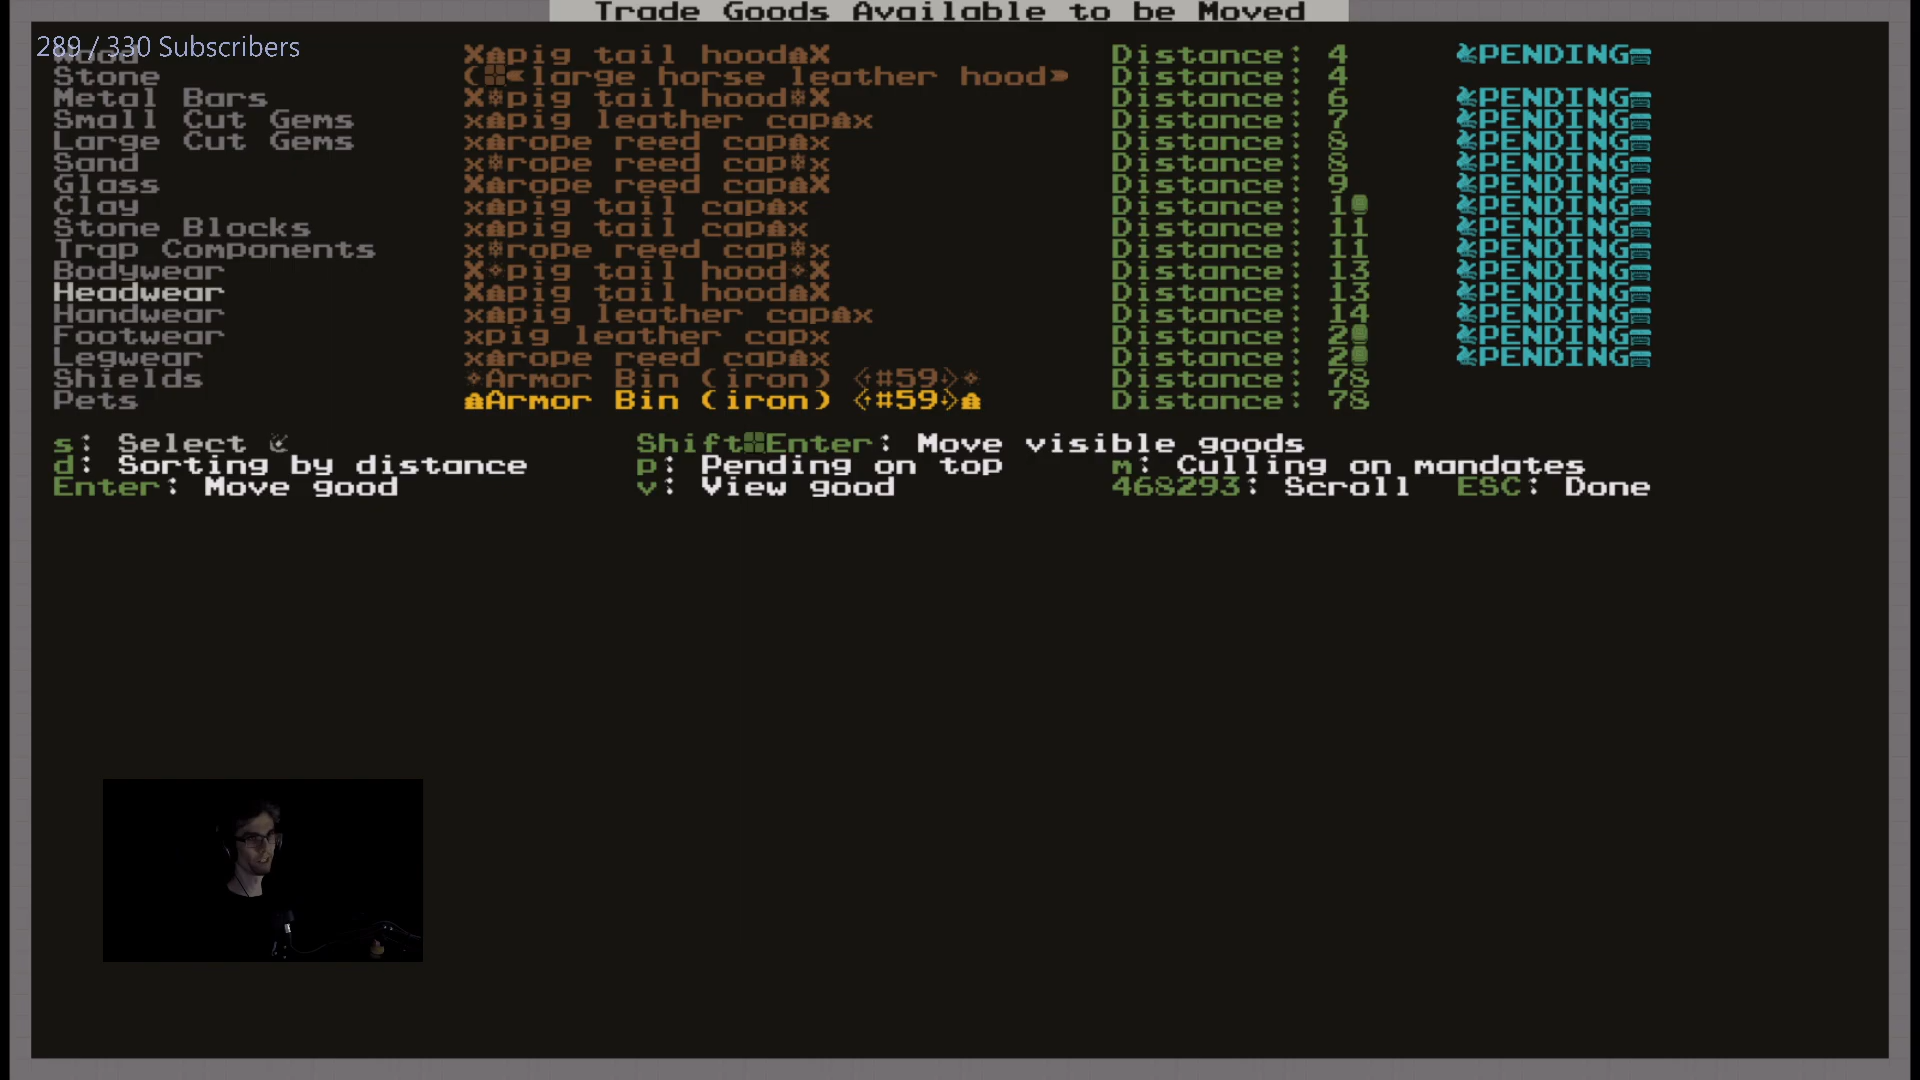 Trade Goods Available to be Moved
289 / 330 Subscribers
Wood X pig tail hood X Distance: 4 PENDING
Stone ( large horse leather hood Distance: 4
Metal Bars X*pig tail hood*X Distance: 6 PENDING
Small Cut Gems x pig leather cap x Distance: 7 PENDING
Large Cut Gems x rope reed cap x Distance: 8 PENDING
Sand x*rope reed cap*x Distance: 8 PENDING
Glass X rope reed cap X Distance: 9 PENDING
Clay x pig tail cap x Distance: 10 PENDING
Stone Blocks x pig tail cap x Distance: 11 PENDING
Trap Components x*rope reed cap*x Distance: 11 PENDING
Bodywear X pig tail hood X Distance: 13 PENDING
Headwear X pig tail hood X Distance: 13 PENDING
Handwear x pig leather cap x Distance: 14 PENDING
Footwear xpig leather capx Distance: 20 PENDING
Legwear x rope reed cap x Distance: 20 PENDING
Shields Armor Bin (iron) <#59> Distance: 78
Pets Armor Bin (iron) <#59> Distance: 78
s: Select Shift Enter: Move visible goods
d: Sorting by distance p: Pending on top m: Culling on mandates
Enter: Move good v: View good 468293: Scroll ESC: Done